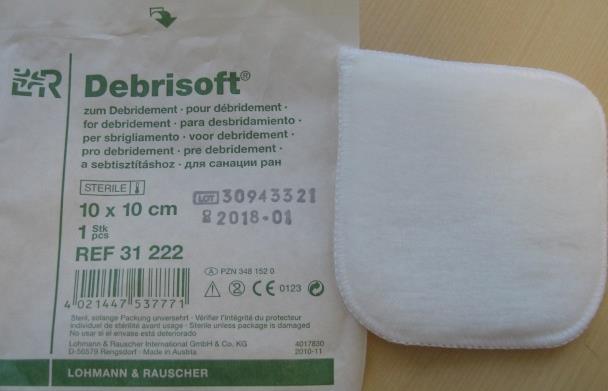 L&R Debrisoft®
zum Debridement · pour débridement ·
for debridement · para desbridamiento ·
per sbrigliamento · voor debridement ·
pro debridement · pre debridement ·
a sebtisztításhoz · для санации ран
STERILE
10 x 10 cm
LOT 30943321
2018-01
1 Stk
pcs
REF 31 222
A PZN 348 152 0
CE 0123
4 021447 537771
Steril, solange Packung unversehrt · Vérifier l'intégrité du protecteur
individuel de stérilité avant usage · Sterile unless package is damaged
No usar si el envase está deteriorado
Lohmann & Rauscher International GmbH & Co. KG
4017830
D-56579 Rengsdorf · Made in Austria
2010-11
LOHMANN & RAUSCHER